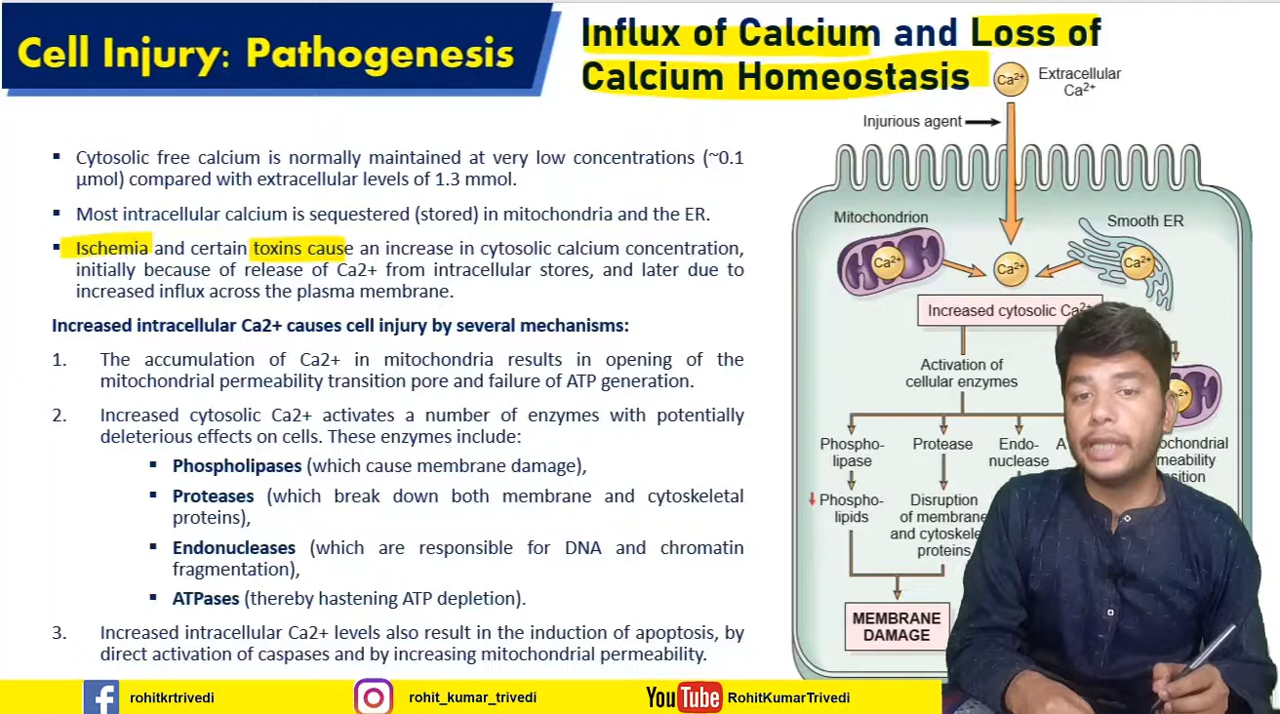 Cell Injury: Pathogenesis
Influx of Calcium and Loss of
Calcium Homeostasis
▪ Cytosolic free calcium is normally maintained at very low concentrations (~0.1
µmol) compared with extracellular levels of 1.3 mmol.
▪ Most intracellular calcium is sequestered (stored) in mitochondria and the ER.
▪ Ischemia and certain toxins cause an increase in cytosolic calcium concentration,
initially because of release of Ca2+ from intracellular stores, and later due to
increased influx across the plasma membrane.
Increased intracellular Ca2+ causes cell injury by several mechanisms:
1. The accumulation of Ca2+ in mitochondria results in opening of the
mitochondrial permeability transition pore and failure of ATP generation.
2. Increased cytosolic Ca2+ activates a number of enzymes with potentially
deleterious effects on cells. These enzymes include:
▪ Phospholipases (which cause membrane damage),
▪ Proteases (which break down both membrane and cytoskeletal
proteins),
▪ Endonucleases (which are responsible for DNA and chromatin
fragmentation),
▪ ATPases (thereby hastening ATP depletion).
3. Increased intracellular Ca2+ levels also result in the induction of apoptosis, by
direct activation of caspases and by increasing mitochondrial permeability.
Ca²⁺
Extracellular
Ca²⁺
Injurious agent
Mitochondrion
Smooth ER
Ca²⁺
Ca²⁺
Ca²⁺
Increased cytosolic Ca²⁺
Activation of
cellular enzymes
Phospho-
lipase
Protease
Endo-
nuclease
Phospho-
lipids
Disruption
of membrane
and
proteins
MEMBRANE
DAMAGE
rohitkrtrivedi
rohit_kumar_trivedi
YouTube RohitKumarTrivedi